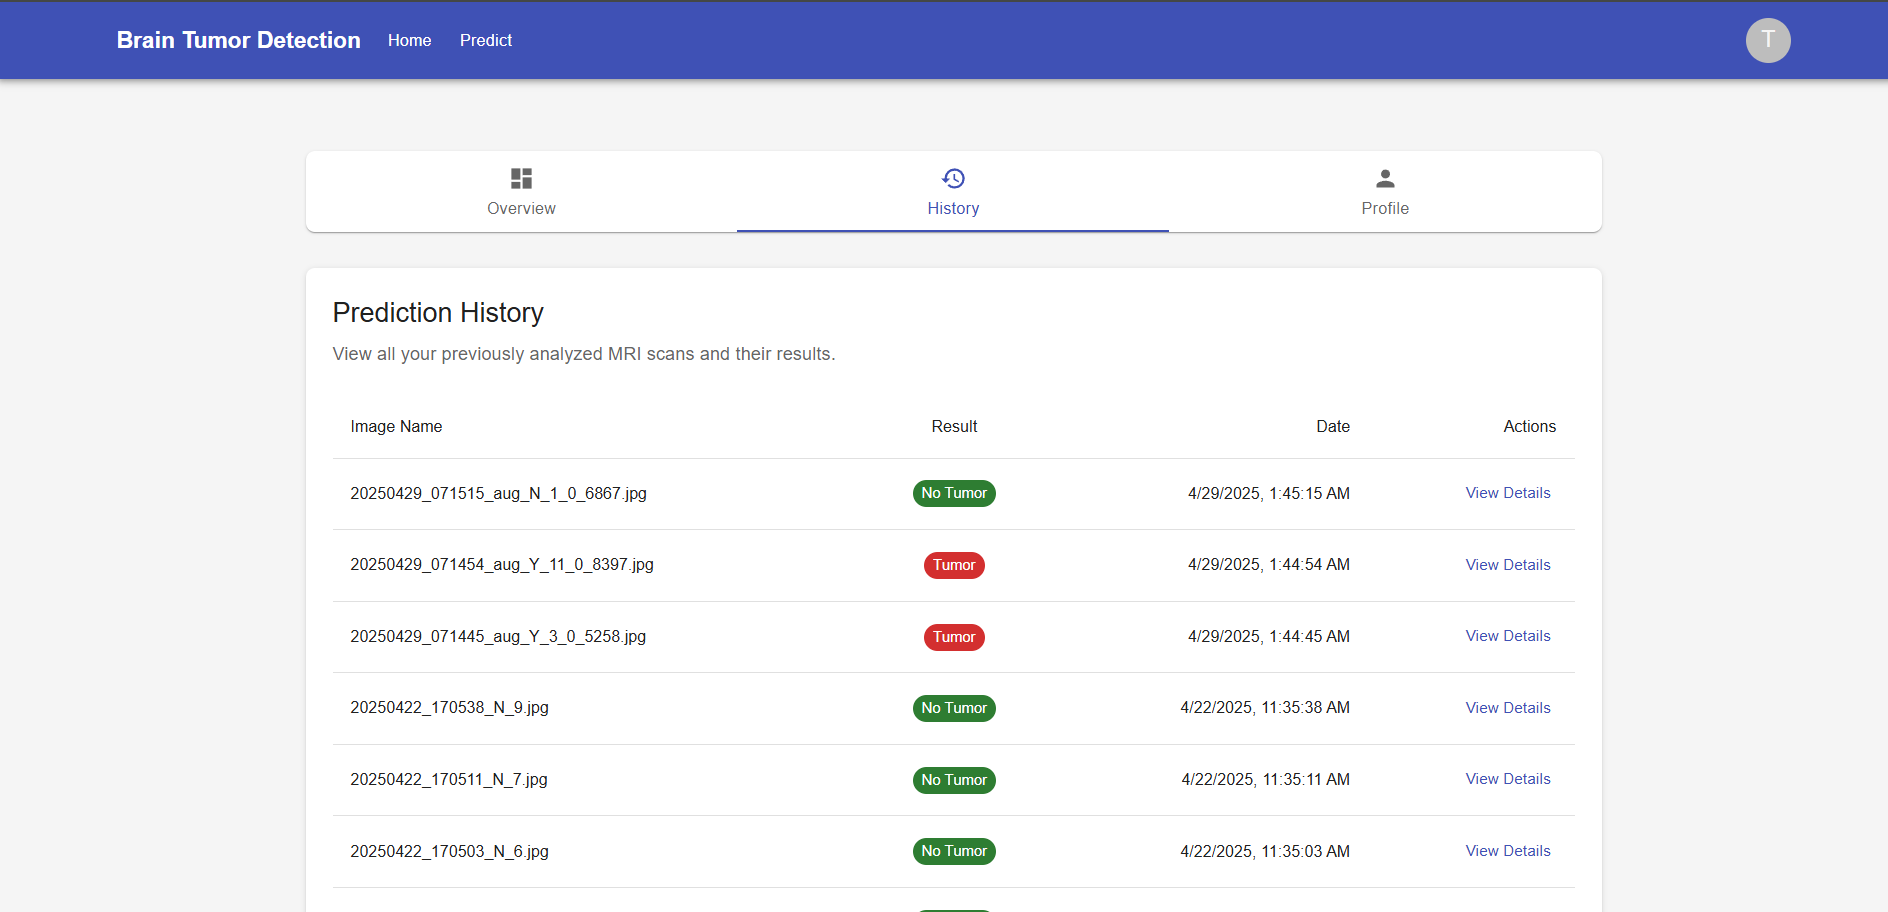 Brain Tumor Detection Home Predict T
Overview History Profile
Prediction History
View all your previously analyzed MRI scans and their results.
Image Name Result Date Actions
20250429_071515_aug_N_1_0_6867.jpg No Tumor 4/29/2025, 1:45:15 AM View Details
20250429_071454_aug_Y_11_0_8397.jpg Tumor 4/29/2025, 1:44:54 AM View Details
20250429_071445_aug_Y_3_0_5258.jpg Tumor 4/29/2025, 1:44:45 AM View Details
20250422_170538_N_9.jpg No Tumor 4/22/2025, 11:35:38 AM View Details
20250422_170511_N_7.jpg No Tumor 4/22/2025, 11:35:11 AM View Details
20250422_170503_N_6.jpg No Tumor 4/22/2025, 11:35:03 AM View Details